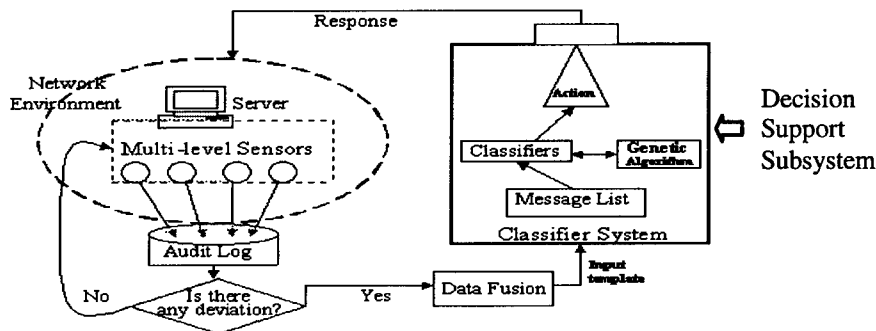 Response
Network
Environment
Server
Multi-level Sensors
Audit Log
Is there
any deviation?
No
Yes
Data Fusion
Input
template
Action
Classifiers
Genetic
Algorithm
Message List
Classifier System
Decision
Support
Subsystem